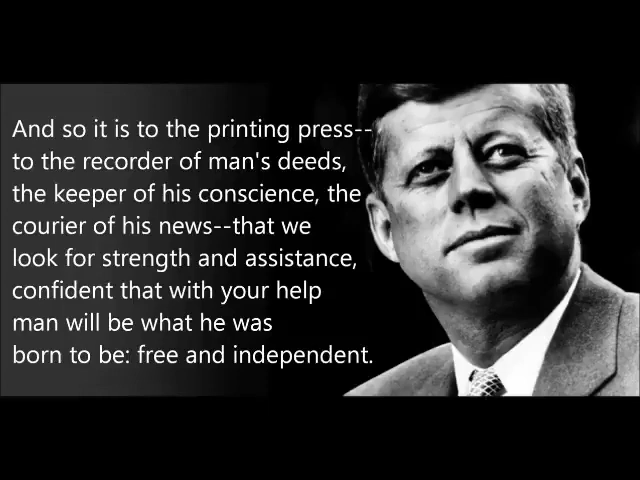 And so it is to the printing press--
to the recorder of man's deeds,
the keeper of his conscience, the
courier of his news--that we
look for strength and assistance,
confident that with your help
man will be what he was
born to be: free and independent.